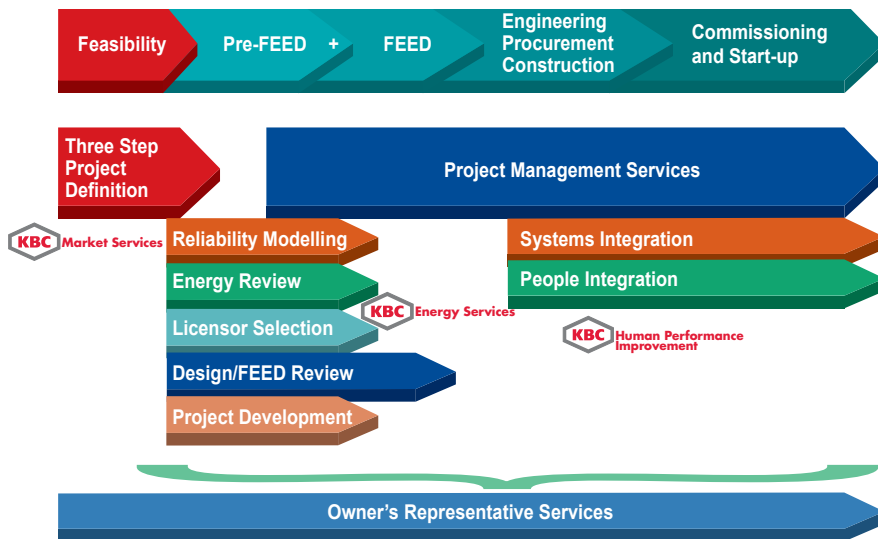 Feasibility
Pre-FEED + FEED
Engineering
Procurement
Construction
Commissioning
and Start-up
Three Step
Project
Definition
Project Management Services
KBC Market Services
Reliability Modelling
Systems Integration
Energy Review
People Integration
KBC Energy Services
Licensor Selection
KBC Human Performance
Improvement
Design/FEED Review
Project Development
Owner's Representative Services